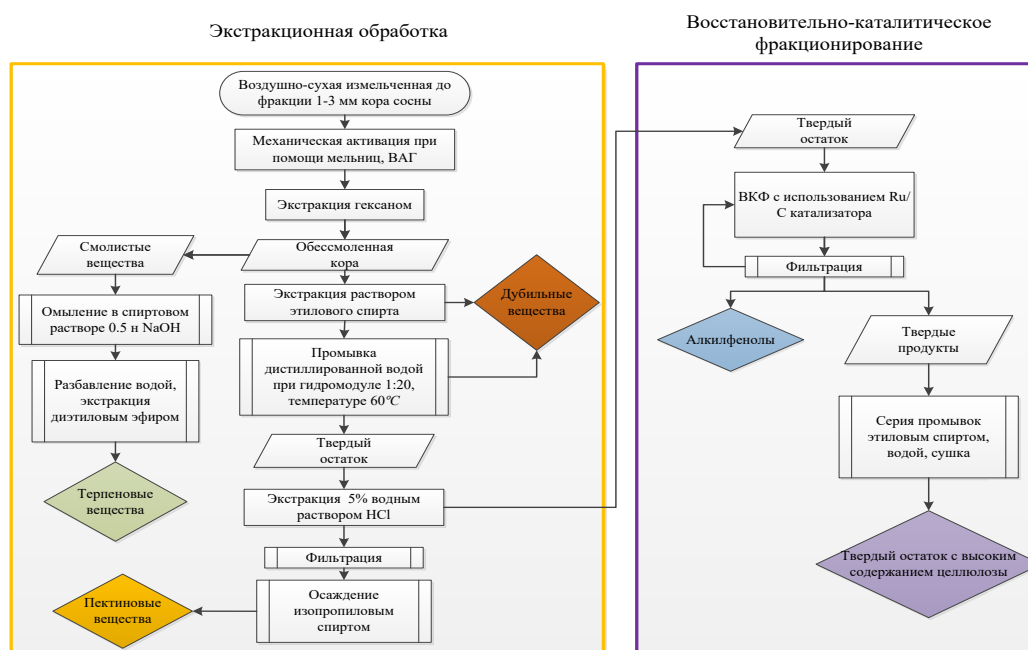 Экстракционная обработка
Воздушно-сухая измельченная до
фракции 1-3 мм кора сосны
Механическая активация при
помощи мельниц, ВАГ
Экстракция гексаном
Смолистые
вещества
Обессмоленная
кора
Омыление в спиртовом
растворе 0.5 н NaOH
Экстракция раствором
этилового спирта
Дубильные
вещества
Разбавление водой,
экстракция
диэтиловым эфиром
Промывка
дистиллированной водой
при гидромодуле 1:20,
температуре 60℃
Твердый
остаток
Терпеновые
вещества
Экстракция 5% водным
раствором HCl
Фильтрация
Пектиновые
вещества
Осаждение
изопропиловым
спиртом
Восстановительно-каталитическое
фракционирование
Твердый
остаток
ВКФ с использованием Ru/
С катализатора
Фильтрация
Алкилфенолы
Твердые
продукты
Серия промывок
этиловым спиртом,
водой, сушка
Твердый остаток с высоким
содержанием целлюлозы